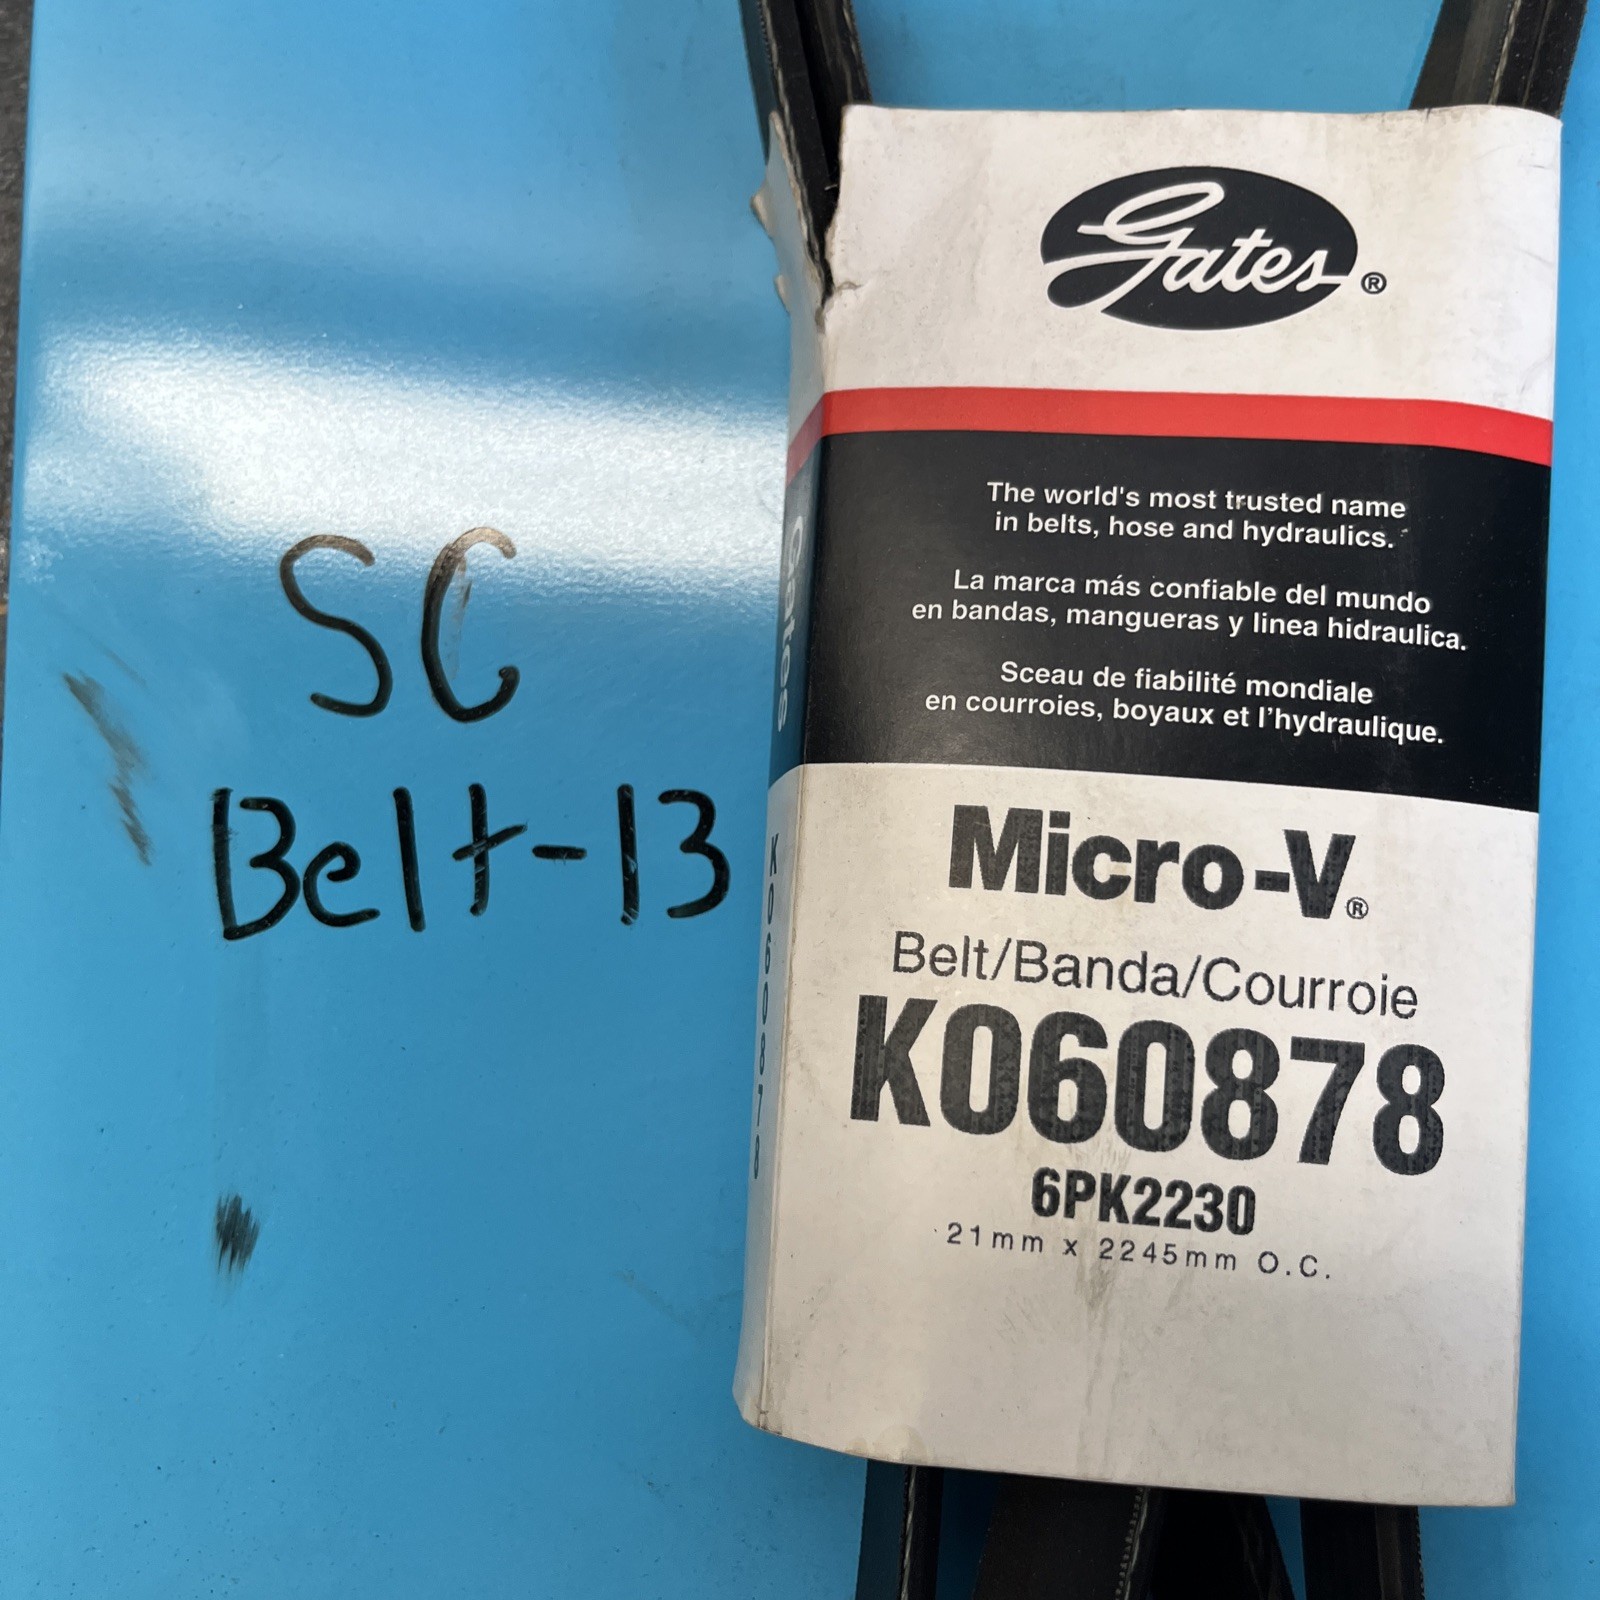 SC
Belt-13
Gates®
The world's most trusted name
in belts, hose and hydraulics.
La marca más confiable del mundo
en bandas, mangueras y linea hidraulica.
Sceau de fiabilité mondiale
en courroies, boyaux et l'hydraulique.
Micro-V®
Belt/Banda/Courroie
K060878
6PK2230
21mm x 2245mm O.C.
Gates
K060878